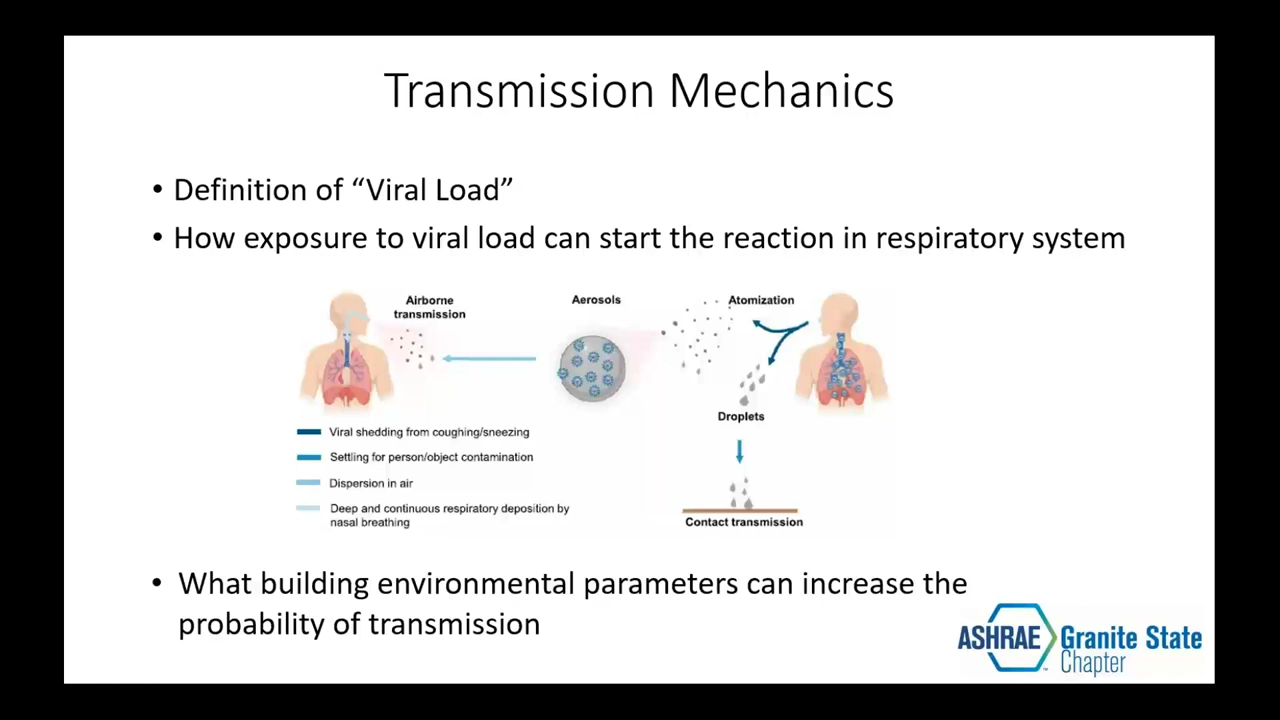 Transmission Mechanics
• Definition of “Viral Load”
• How exposure to viral load can start the reaction in respiratory system
Airborne
transmission
Aerosols
Atomization
Droplets
Contact transmission
Viral shedding from coughing/sneezing
Settling for person/object contamination
Dispersion in air
Deep and continuous respiratory deposition by
nasal breathing
• What building environmental parameters can increase the
probability of transmission
ASHRAE Granite State
Chapter